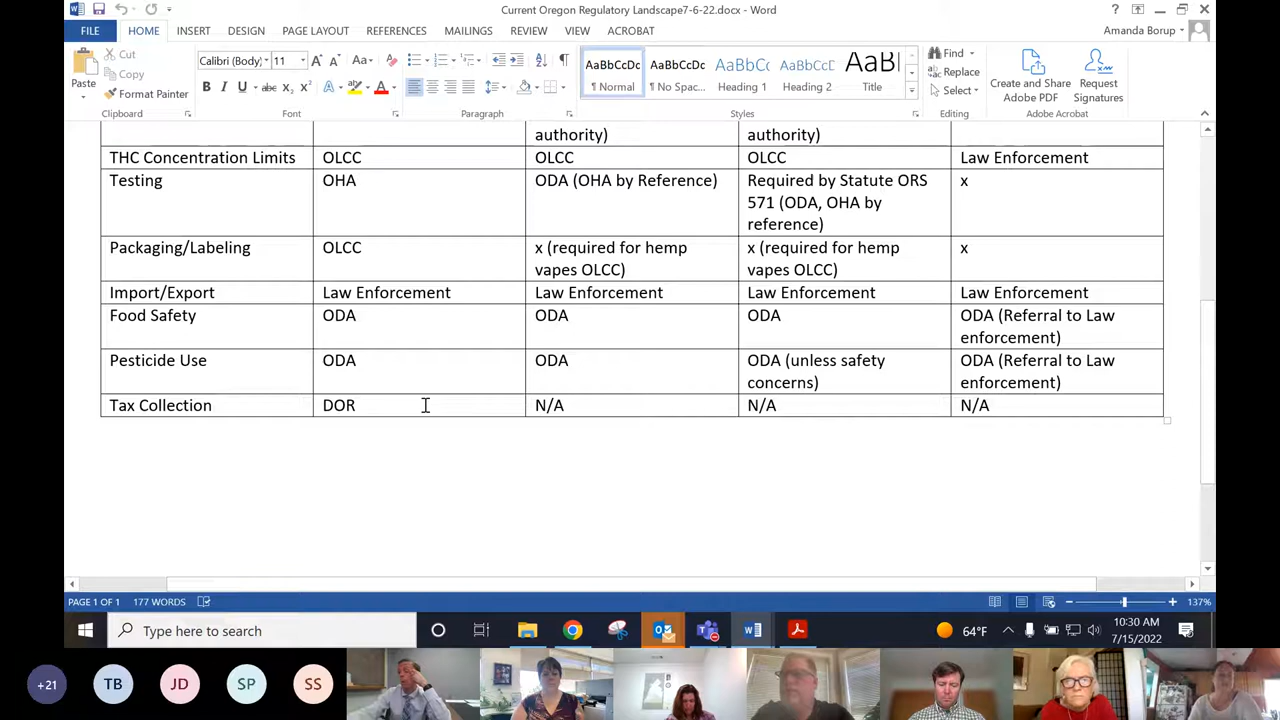 Current Oregon Regulatory Landscape7-6-22.docx - Word
?
FILE
HOME
INSERT
DESIGN
PAGE LAYOUT
REFERENCES
MAILINGS
REVIEW
VIEW
ACROBAT
Amanda Borup
Paste
Cut
Copy
Format Painter
Clipboard
Calibri (Body)
11
Aa
B I U abc x₂ x²
Font
Paragraph
AaBbCcDc
¶ Normal
AaBbCcDc
¶ No Spac...
AaBbCc
Heading 1
AaBbCcDc
Heading 2
AaBb
Title
Styles
Find
Replace
Select
Editing
Create and Share
Adobe PDF
Request
Signatures
Adobe Acrobat
authority)
authority)
THC Concentration Limits
OLCC
OLCC
OLCC
Law Enforcement
Testing
OHA
ODA (OHA by Reference)
Required by Statute ORS
571 (ODA, OHA by
reference)
x
Packaging/Labeling
OLCC
x (required for hemp
vapes OLCC)
x (required for hemp
vapes OLCC)
x
Import/Export
Law Enforcement
Law Enforcement
Law Enforcement
Law Enforcement
Food Safety
ODA
ODA
ODA
ODA (Referral to Law
enforcement)
Pesticide Use
ODA
ODA
ODA (unless safety
concerns)
ODA (Referral to Law
enforcement)
Tax Collection
DOR
N/A
N/A
N/A
PAGE 1 OF 1
177 WORDS
137%
Type here to search
64°F
10:30 AM
7/15/2022
+21
TB
JD
SP
SS